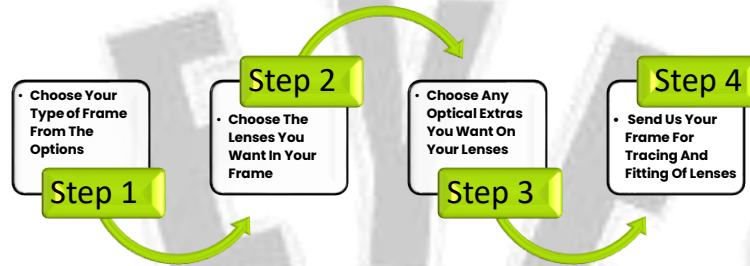 • Choose Your
Type of Frame
From The
Options
Step 1
Step 2
• Choose The
Lenses You
Want In Your
Frame
• Choose Any
Optical Extras
You Want On
Your Lenses
Step 3
Step 4
• Send Us Your
Frame For
Tracing And
Fitting Of Lenses